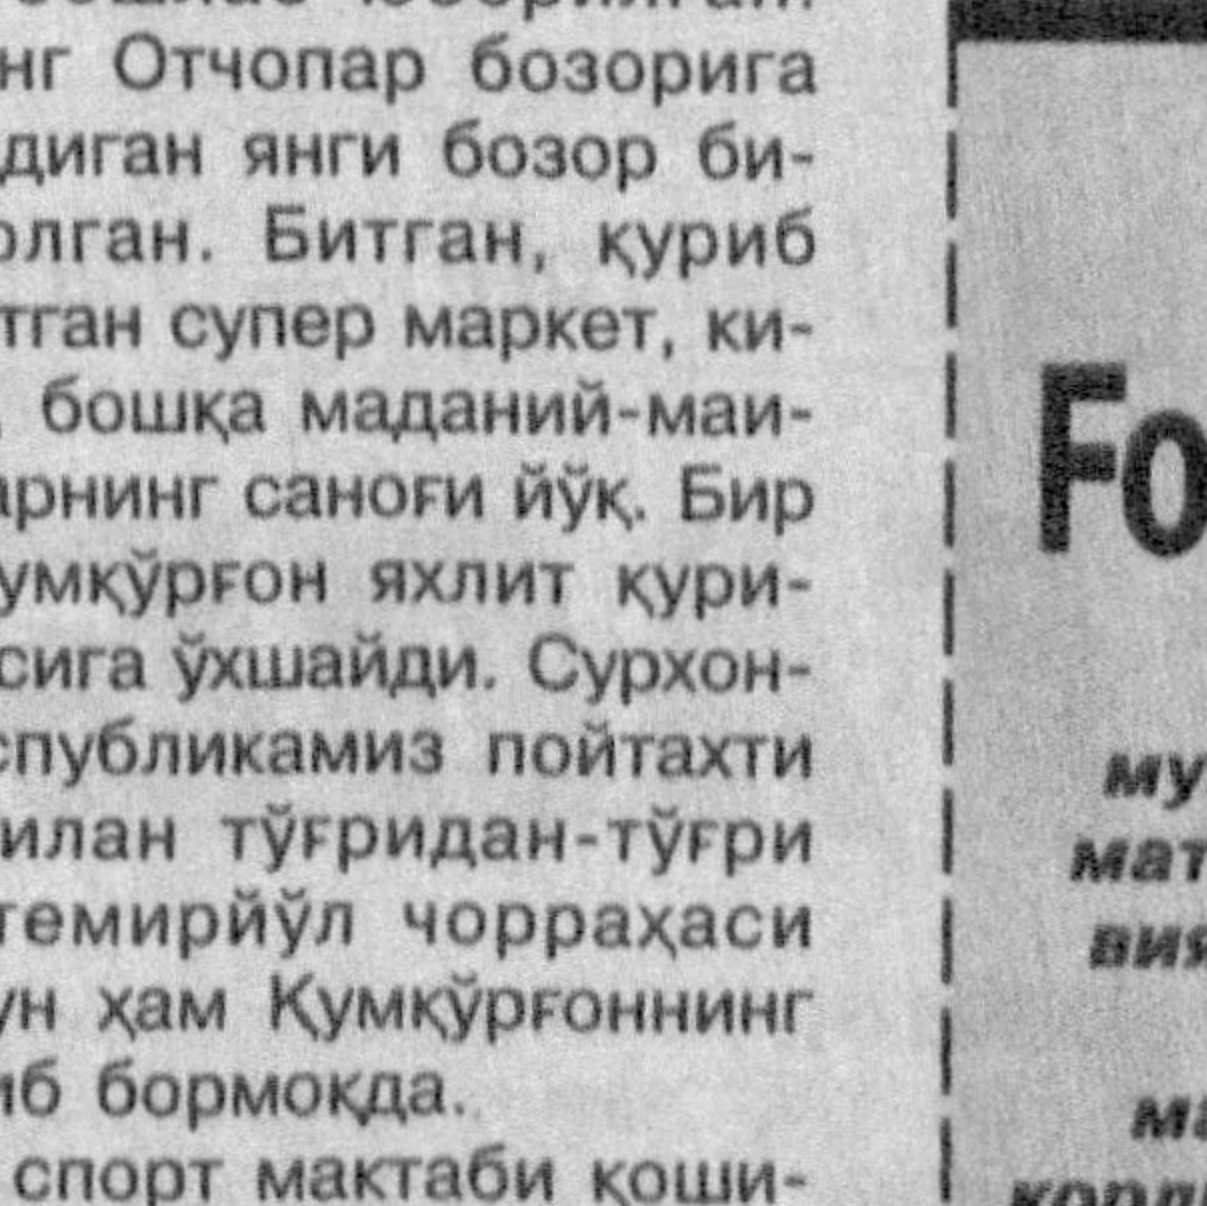 нг Отчопар бозорига
диган янги бозор би-
олган. Битган, қуриб
тган супер маркет, ки-
, бошқа маданий-маи-
арнинг саноғи йўқ. Бир
умқўрғон яхлит қури-
сига ўхшайди. Сурхон-
спубликамиз пойтахти
илан тўғридан-тўғри
темирйўл чорраҳаси
ун ҳам Қумқўрғоннинг
иб бормоқда.
спорт мактаби қоши-
Ғо
му
мат
вия
ма